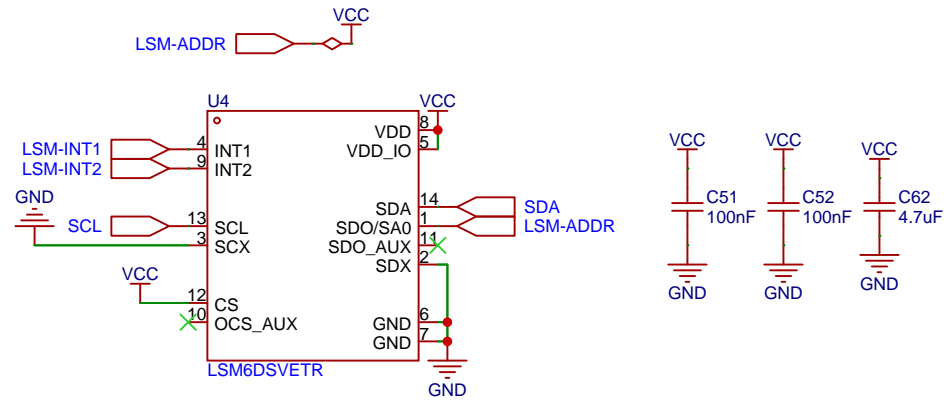 VCC
LSM-ADDR
U4
VCC
8
VDD
LSM-INT1
4
INT1
5
VDD_IO
LSM-INT2
9
INT2
GND
14
SDA
SDA
SCL
13
SCL
1
SDO/SA0
LSM-ADDR
3
SCX
11
SDO_AUX
2
SDX
VCC
12
CS
10
OCS_AUX
6
GND
7
GND
LSM6DSVETR
GND
VCC
C51
100nF
GND
VCC
C52
100nF
GND
VCC
C62
4.7uF
GND